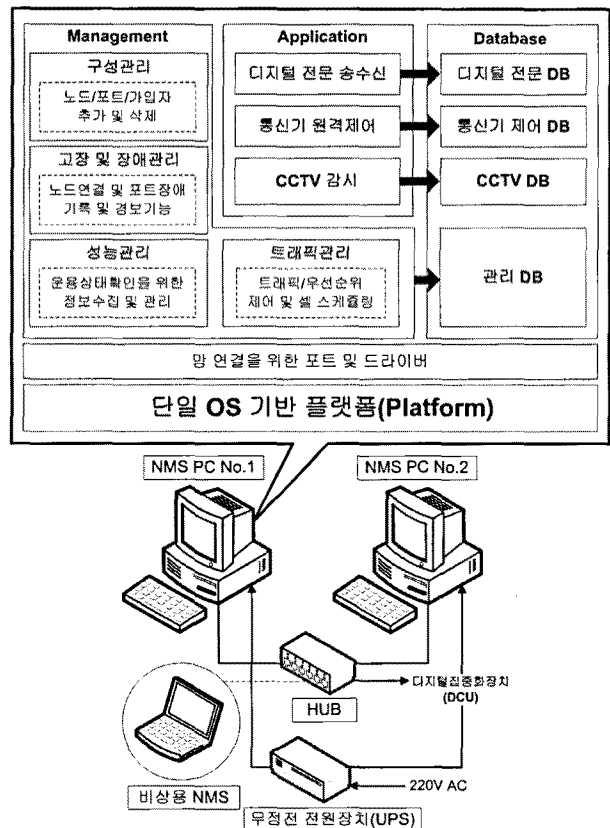 Management
구성관리
노드/포트/가입자
추가 및 삭제
고장 및 장애관리
노드연결 및 포트장애
기록 및 경보기능
성능관리
운용상태확인을 위한
정보수집 및 관리
Application
디지털 전문 송수신
통신기 원격제어
CCTV 감시
트래픽관리
트래픽/우선순위
제어 및 셀 스케쥴링
Database
디지털 전문 DB
통신기 제어 DB
CCTV DB
관리 DB
망 연결을 위한 포트 및 드라이버
단일 OS 기반 플랫폼(Platform)
NMS PC No.1
NMS PC No.2
HUB
디지털집중화장치
(DCU)
비상용 NMS
220V AC
무정전 전원장치(UPS)